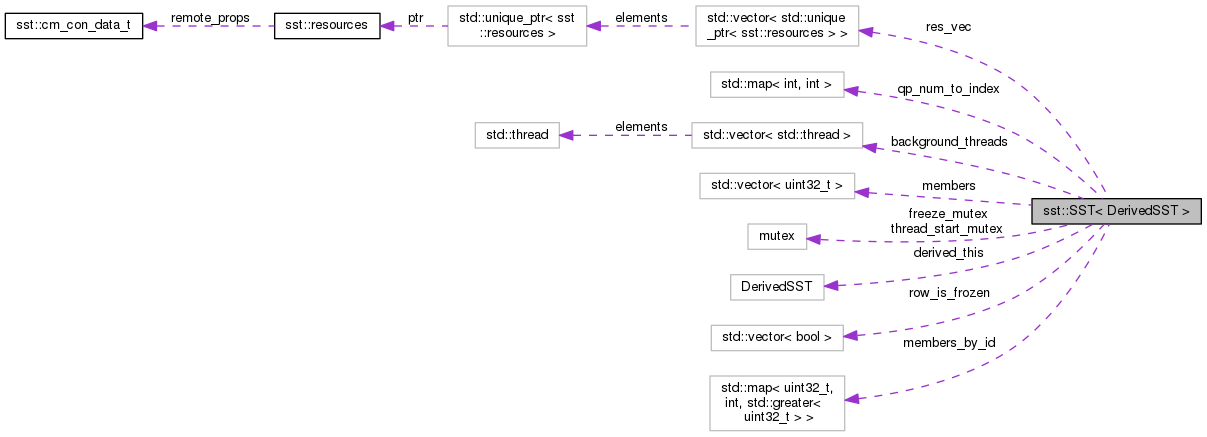 sst::cm_con_data_t
remote_props
sst::resources
ptr
std::unique_ptr< sst
::resources >
elements
std::vector< std::unique
_ptr< sst::resources > >
res_vec
std::map< int, int >
qp_num_to_index
std::thread
elements
std::vector< std::thread >
background_threads
std::vector< uint32_t >
members
sst::SST< DerivedSST >
mutex
freeze_mutex
thread_start_mutex
DerivedSST
derived_this
std::vector< bool >
row_is_frozen
std::map< uint32_t,
int, std::greater<
uint32_t > >
members_by_id